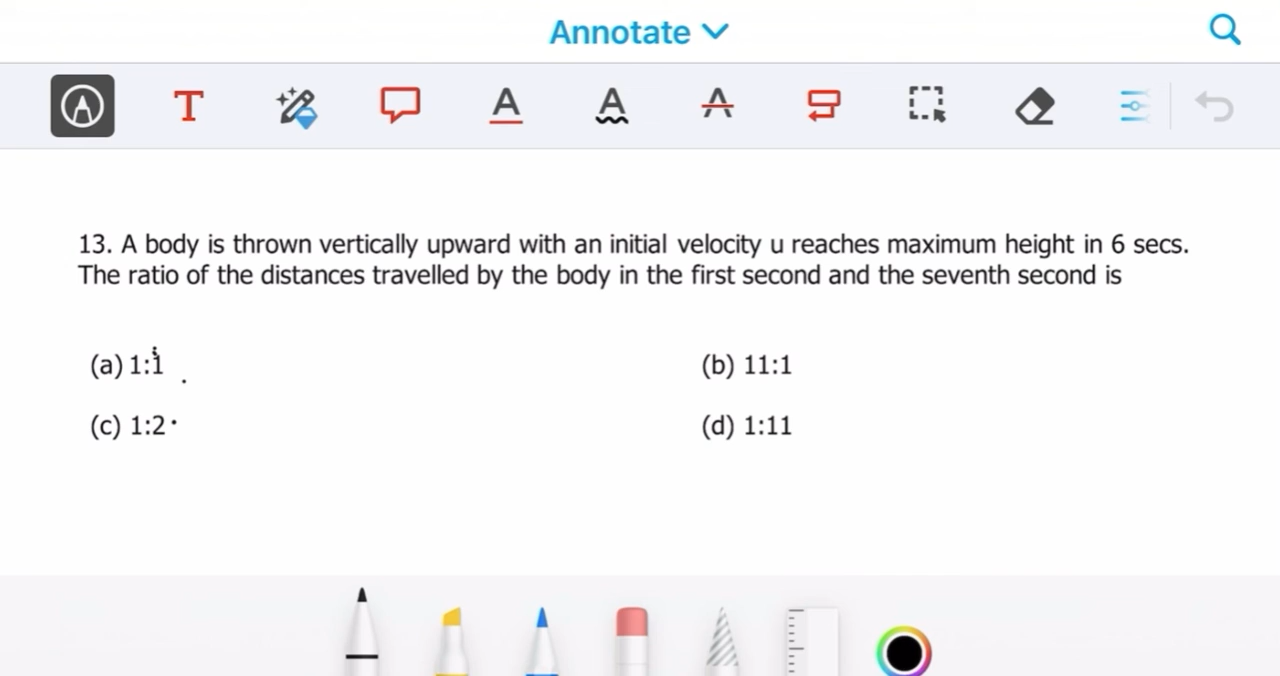 Annotate
T
A
A
A
13. A body is thrown vertically upward with an initial velocity u reaches maximum height in 6 secs.
The ratio of the distances travelled by the body in the first second and the seventh second is
(a) 1:1
(b) 11:1
(c) 1:2
(d) 1:11